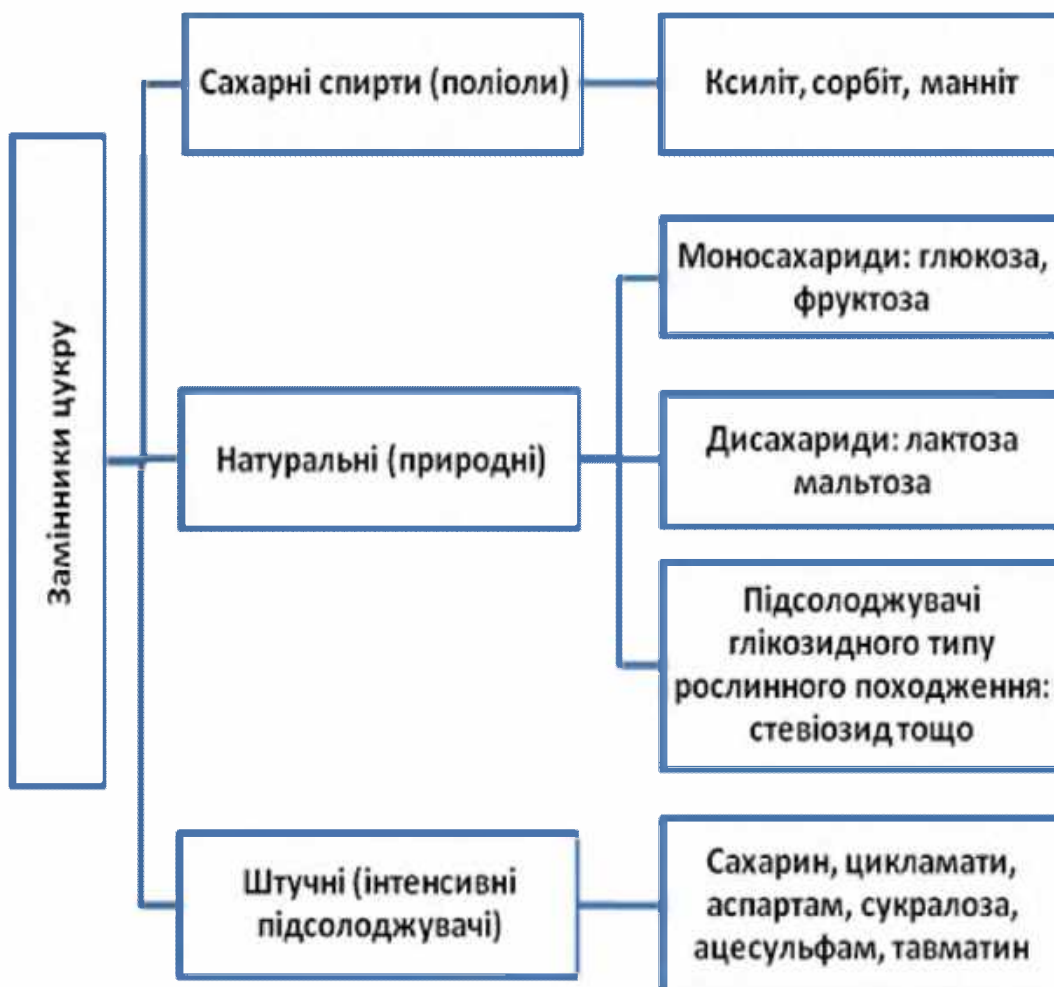 Замінники цукру
Сахарні спирти (поліоли)
Ксиліт, сорбіт, манніт
Натуральні (природні)
Моносахариди: глюкоза,
фруктоза
Дисахариди: лактоза
мальтоза
Підсолоджувачі
глікозидного типу
рослинного походження:
стевіозид тощо
Штучні (інтенсивні
підсолоджувачі)
Сахарин, цикламати,
аспартам, сукралоза,
ацесульфам, тавматин